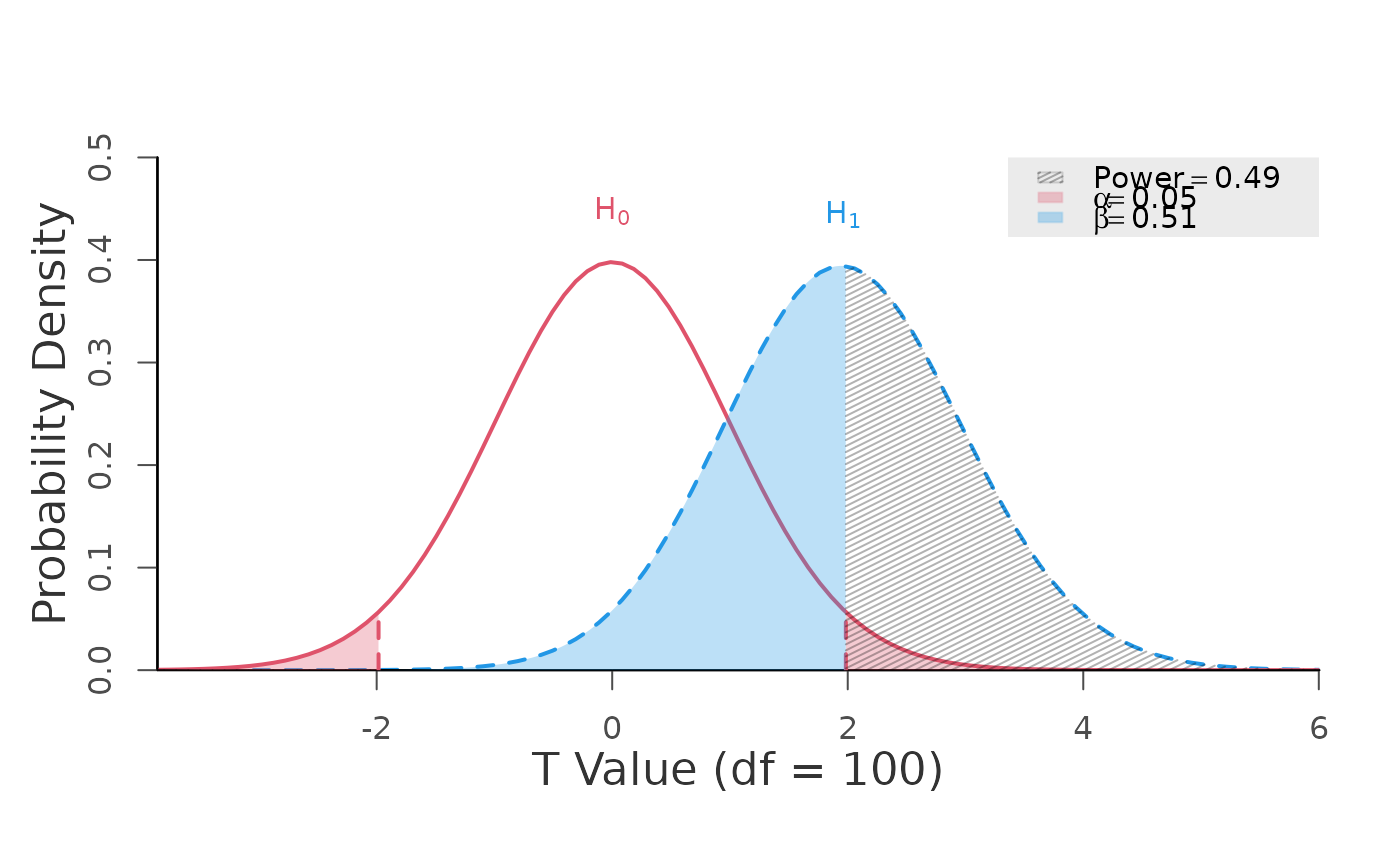 0.5
0.4
0.3
0.2
0.1
0.0
Probability Density
H₀
H₁
Power = 0.49
α = 0.05
β = 0.51
-2
0
2
4
6
T Value (df = 100)